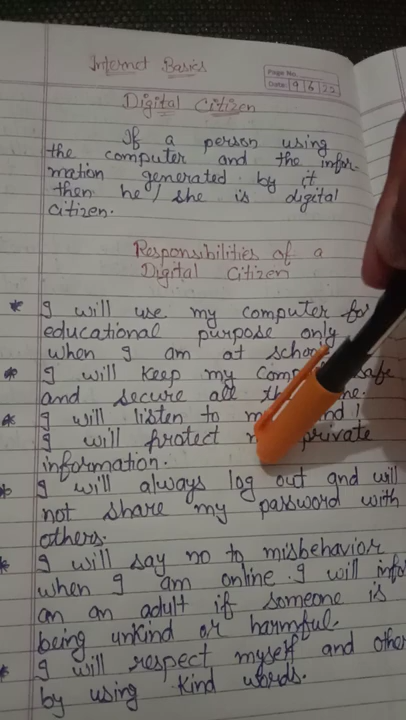 Internet Basics
Page No.
Date: 9 6 22
Digital Citizen
If a person using
the computer and the infor-
mation generated by it
then he / she is digital
citizen.
Responsibilities of a
Digital Citizen
* I will use my computer for
educational purpose only
when I am at
* I will keep my safe
and secure all
* I will listen to
I will protect private
information.
* I will always log out and will
not share my password with
others.
* I will say no to misbehavior
when I am online. I will
an an adult if someone is
being unkind or harmful.
* I will respect myself and
by using kind words.